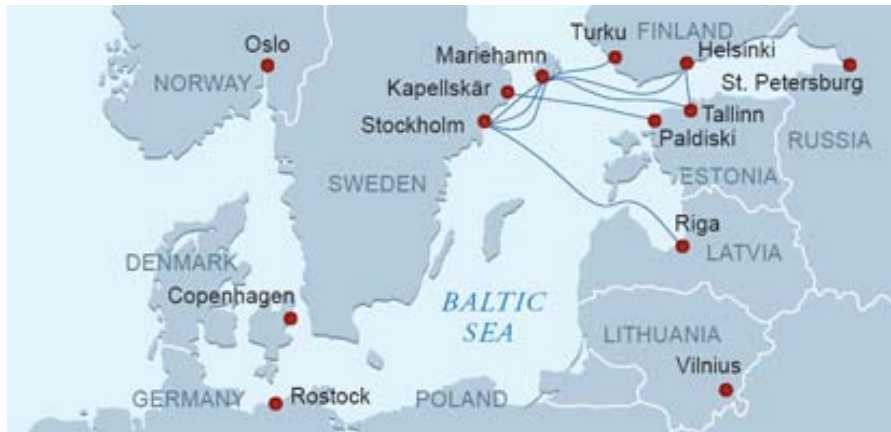 Oslo
Turku
FINLAND
Mariehamn
Helsinki
NORWAY
Kapellskär
St. Petersburg
Stockholm
Tallinn
Paldiski
RUSSIA
SWEDEN
ESTONIA
Riga
LATVIA
DENMARK
Copenhagen
BALTIC
SEA
LITHUANIA
Vilnius
GERMANY
Rostock
POLAND